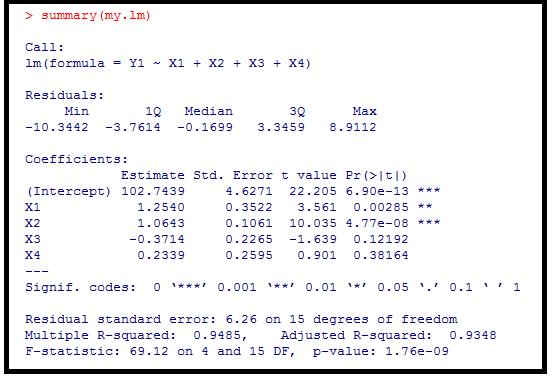 > summary(my.lm)
Call:
lm(formula = Y1 ~ X1 + X2 + X3 + X4)
Residuals:
Min 1Q Median 3Q Max
-10.3442 -3.7614 -0.1699 3.3459 8.9112
Coefficients:
Estimate Std. Error t value Pr(>|t|)
(Intercept) 102.7439 4.6271 22.205 6.90e-13 ***
X1 1.2540 0.3522 3.561 0.00285 **
X2 1.0643 0.1061 10.035 4.77e-08 ***
X3 -0.3714 0.2265 -1.639 0.12192
X4 0.2339 0.2595 0.901 0.38164
---
Signif. codes: 0 ‘***’ 0.001 ‘**’ 0.01 ‘*’ 0.05 ‘.’ 0.1 ‘ ’ 1
Residual standard error: 6.26 on 15 degrees of freedom
Multiple R-squared: 0.9485, Adjusted R-squared: 0.9348
F-statistic: 69.12 on 4 and 15 DF, p-value: 1.76e-09